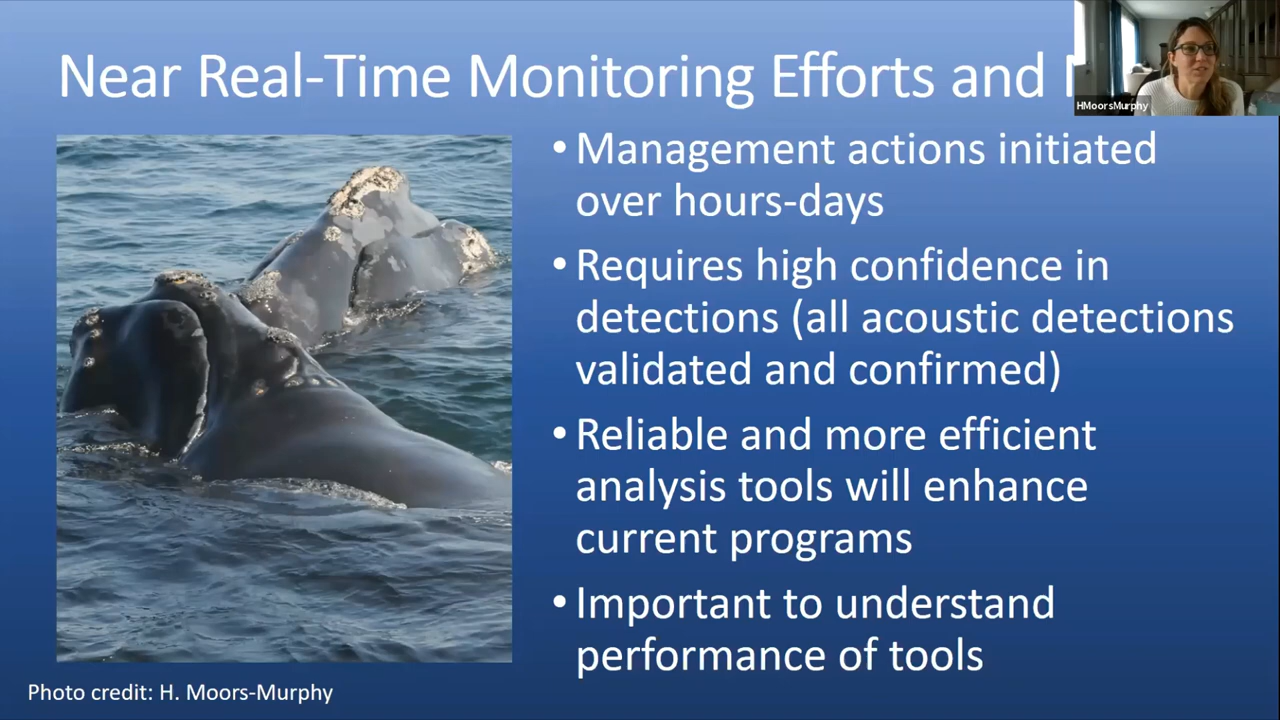 Near Real-Time Monitoring Efforts and
HMoorsMurphy
• Management actions initiated
over hours-days
• Requires high confidence in
detections (all acoustic detections
validated and confirmed)
• Reliable and more efficient
analysis tools will enhance
current programs
• Important to understand
performance of tools
Photo credit: H. Moors-Murphy